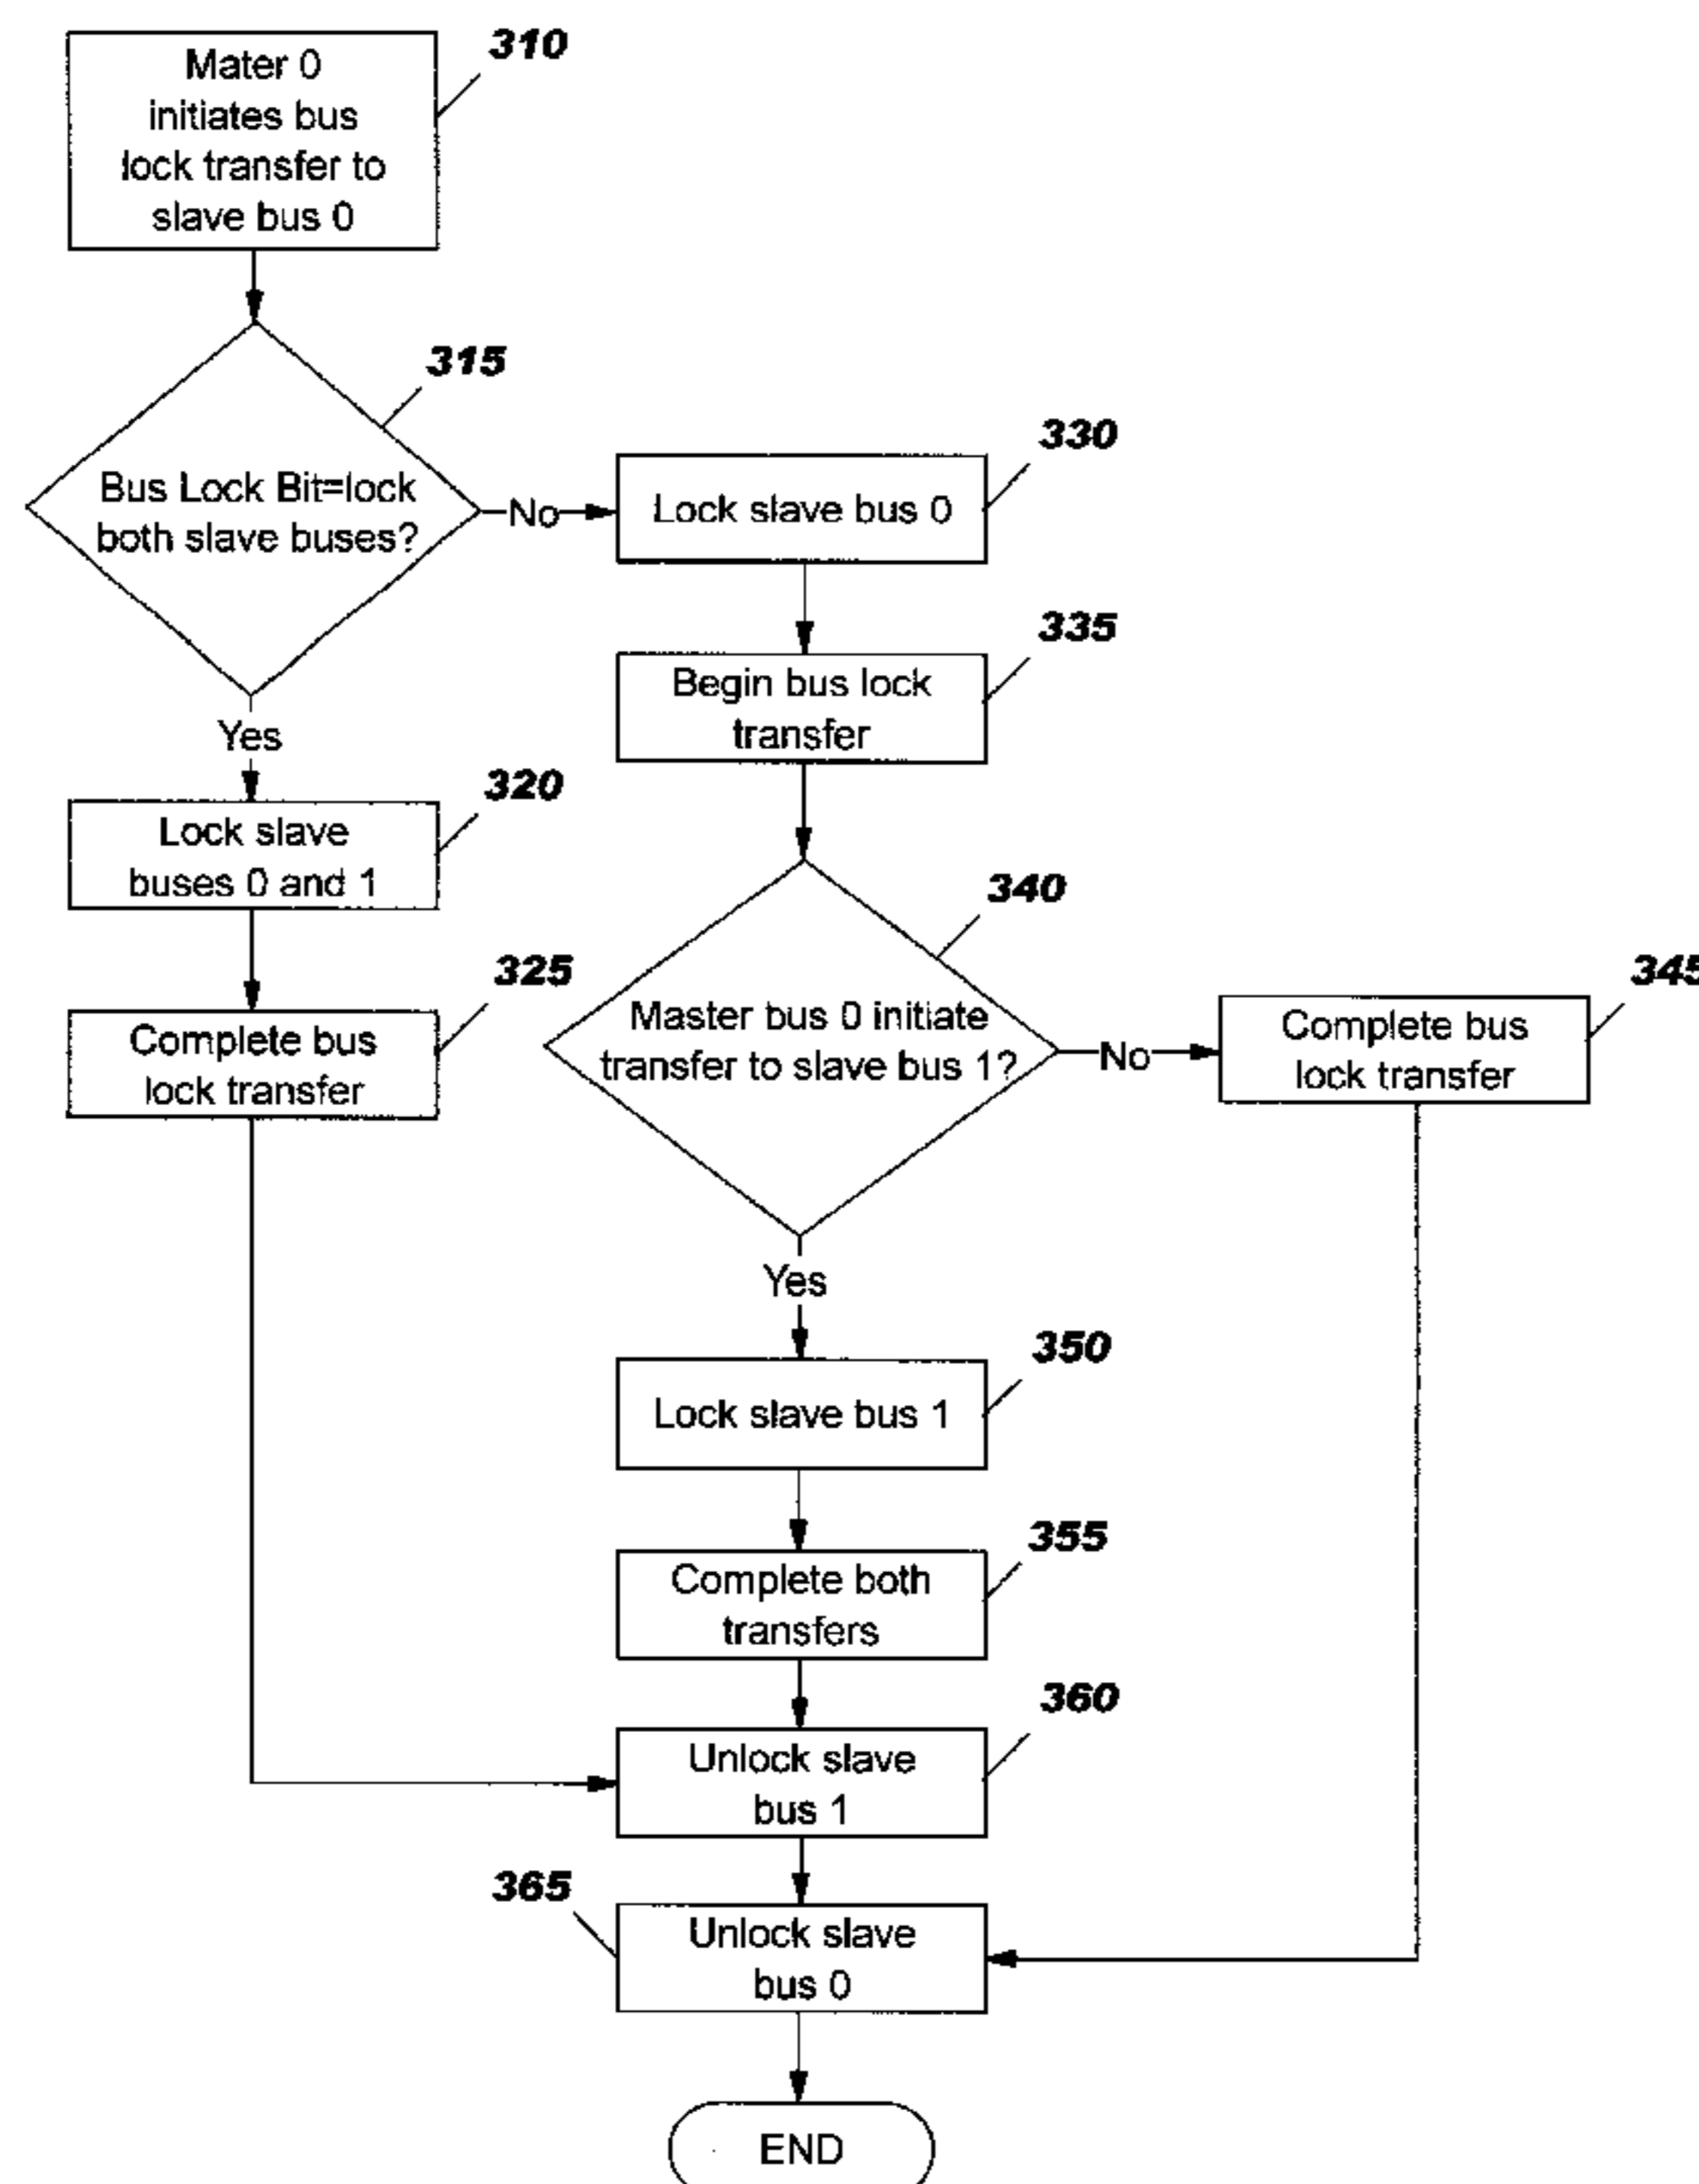 310
Mater 0
initiates bus
lock transfer to
slave bus 0
315
Bus Lock Bit=lock
both slave buses?
No
330
Lock slave bus 0
335
Begin bus lock
transfer
Yes
320
Lock slave
buses 0 and 1
325
Complete bus
lock transfer
340
Master bus 0 initiate
transfer to slave bus 1?
No
345
Complete bus
lock transfer
Yes
350
Lock slave bus 1
355
Complete both
transfers
360
Unlock slave
bus 1
365
Unlock slave
bus 0
END